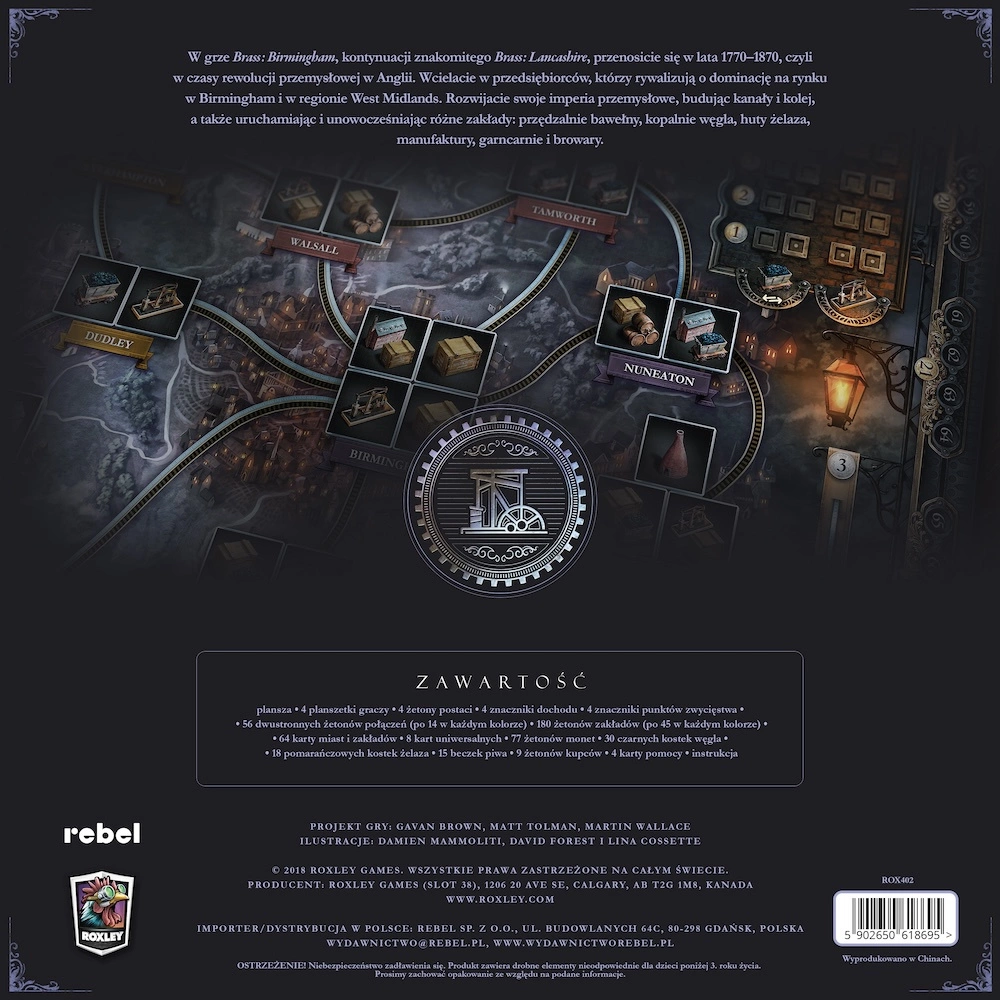 W grze Brass: Birmingham, kontynuacji znakomitego Brass: Lancashire, przenosicie się w lata 1770–1870, czyli
w czasy rewolucji przemysłowej w Anglii. Wcielacie w przedsiębiorców, którzy rywalizują o dominację na rynku
w Birmingham i w regionie West Midlands. Rozwijacie swoje imperia przemysłowe, budując kanały i kolej,
a także uruchamiając i unowocześniając różne zakłady: przędzalnie bawełny, kopalnie węgla, huty żelaza,
manufaktury, garncarnie i browary.
TAMWORTH
WALSALL
2
1
DUDLEY
NUNEATON
61
62
21
63
64
65
BIRMING
3
ZAWARTOŚĆ
plansza • 4 planszetki graczy • 4 żetony postaci • 4 znaczniki dochodu • 4 znaczniki punktów zwycięstwa •
• 56 dwustronnych żetonów połączeń (po 14 w każdym kolorze) • 180 żetonów zakładów (po 45 w każdym kolorze) •
• 64 karty miast i zakładów • 8 kart uniwersalnych • 77 żetonów monet • 30 czarnych kostek węgla •
• 18 pomarańczowych kostek żelaza • 15 beczek piwa • 9 żetonów kupców • 4 karty pomocy • instrukcja
rebel
ROXLEY
PROJEKT GRY: GAVAN BROWN, MATT TOLMAN, MARTIN WALLACE
ILUSTRACJE: DAMIEN MAMMOLITI, DAVID FOREST I LINA COSSETTE
© 2018 ROXLEY GAMES. WSZYSTKIE PRAWA ZASTRZEŻONE NA CAŁYM ŚWIECIE.
PRODUCENT: ROXLEY GAMES (SLOT 38), 1206 20 AVE SE, CALGARY, AB T2G 1M8, KANADA
WWW.ROXLEY.COM
IMPORTER/DYSTRYBUCJA W POLSCE: REBEL SP. Z O.O., UL. BUDOWLANYCH 64C, 80-298 GDAŃSK, POLSKA
WYDAWNICTWO@REBEL.PL, WWW.WYDAWNICTWOREBEL.PL
OSTRZEŻENIE! Niebezpieczeństwo zadławienia się. Produkt zawiera drobne elementy nieodpowiednie dla dzieci poniżej 3. roku życia.
Prosimy zachować opakowanie ze względu na podane informacje.
ROX402
5 902650 618695 >
Wyprodukowano w Chinach.